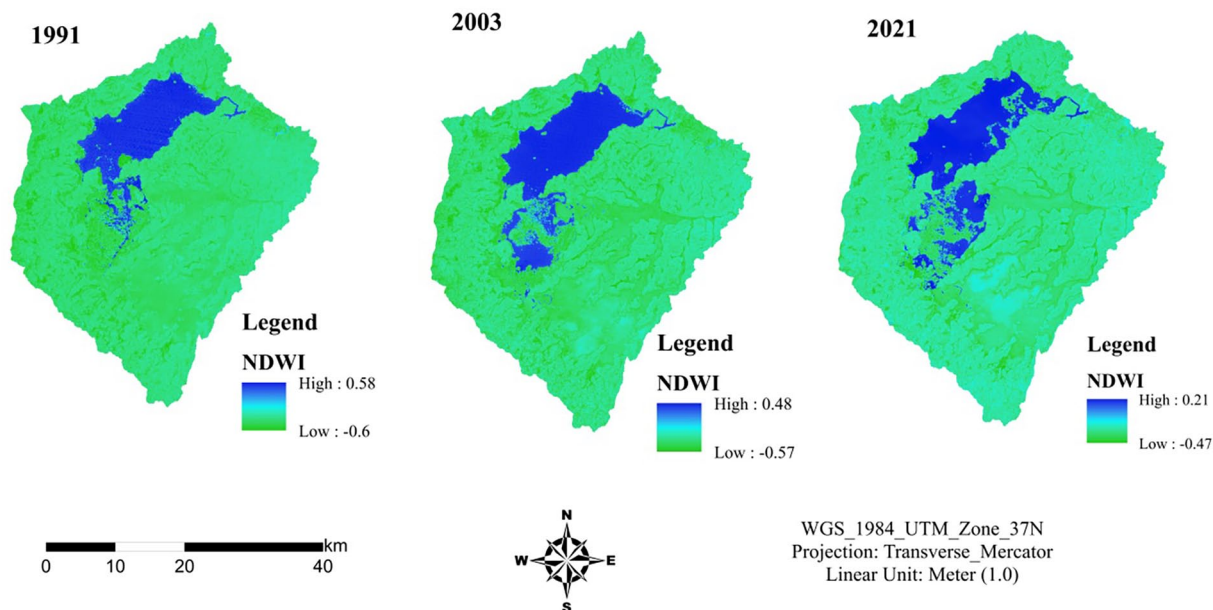 1991
2003
2021
Legend
NDWI
High : 0.58
Low : -0.6
Legend
NDWI
High : 0.48
Low : -0.57
Legend
NDWI
High : 0.21
Low : -0.47
km
0 10 20 40
N
W E
S
WGS_1984_UTM_Zone_37N
Projection: Transverse_Mercator
Linear Unit: Meter (1.0)